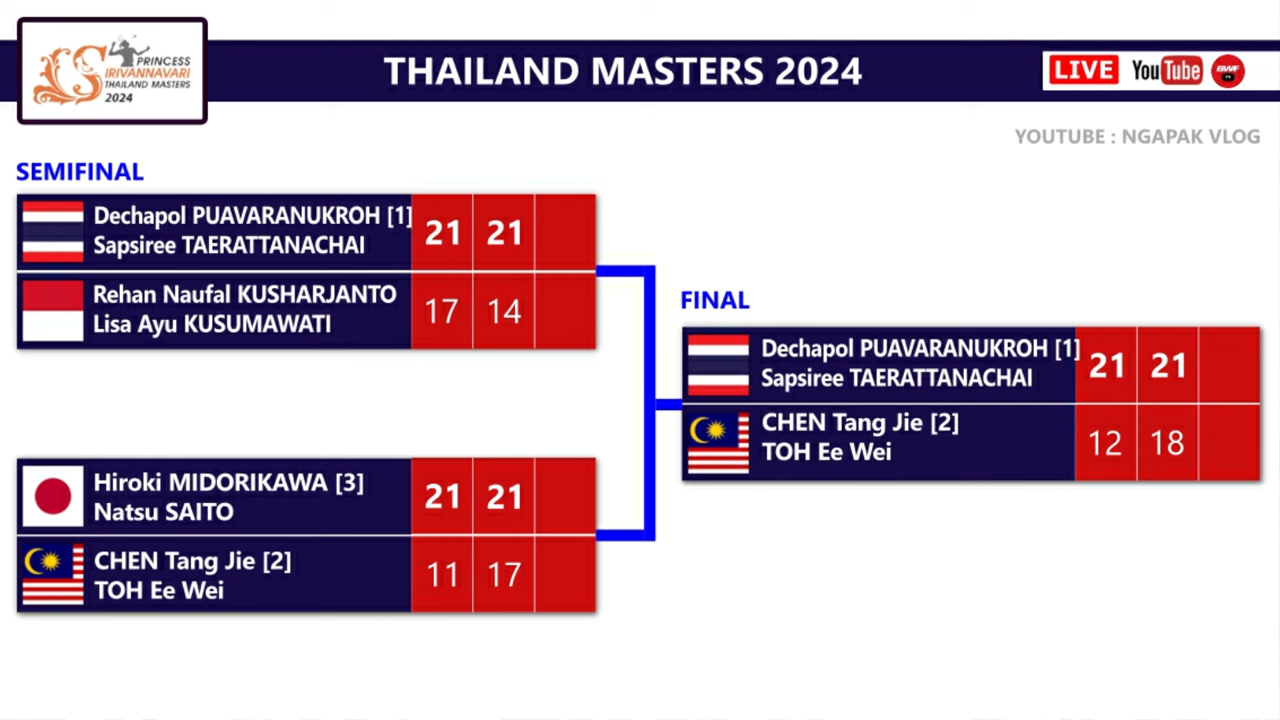 PRINCESS
SIRIVANNAVARI
THAILAND MASTERS
2024
THAILAND MASTERS 2024
LIVE YouTube BWF
YOUTUBE : NGAPAK VLOG
SEMIFINAL
Dechapol PUAVARANUKROH [1] 21 21
Sapsiree TAERATTANACHAI
Rehan Naufal KUSHARJANTO 17 14
Lisa Ayu KUSUMAWATI
Hiroki MIDORIKAWA [3] 21 21
Natsu SAITO
CHEN Tang Jie [2] 11 17
TOH Ee Wei
FINAL
Dechapol PUAVARANUKROH [1] 21 21
Sapsiree TAERATTANACHAI
CHEN Tang Jie [2] 12 18
TOH Ee Wei